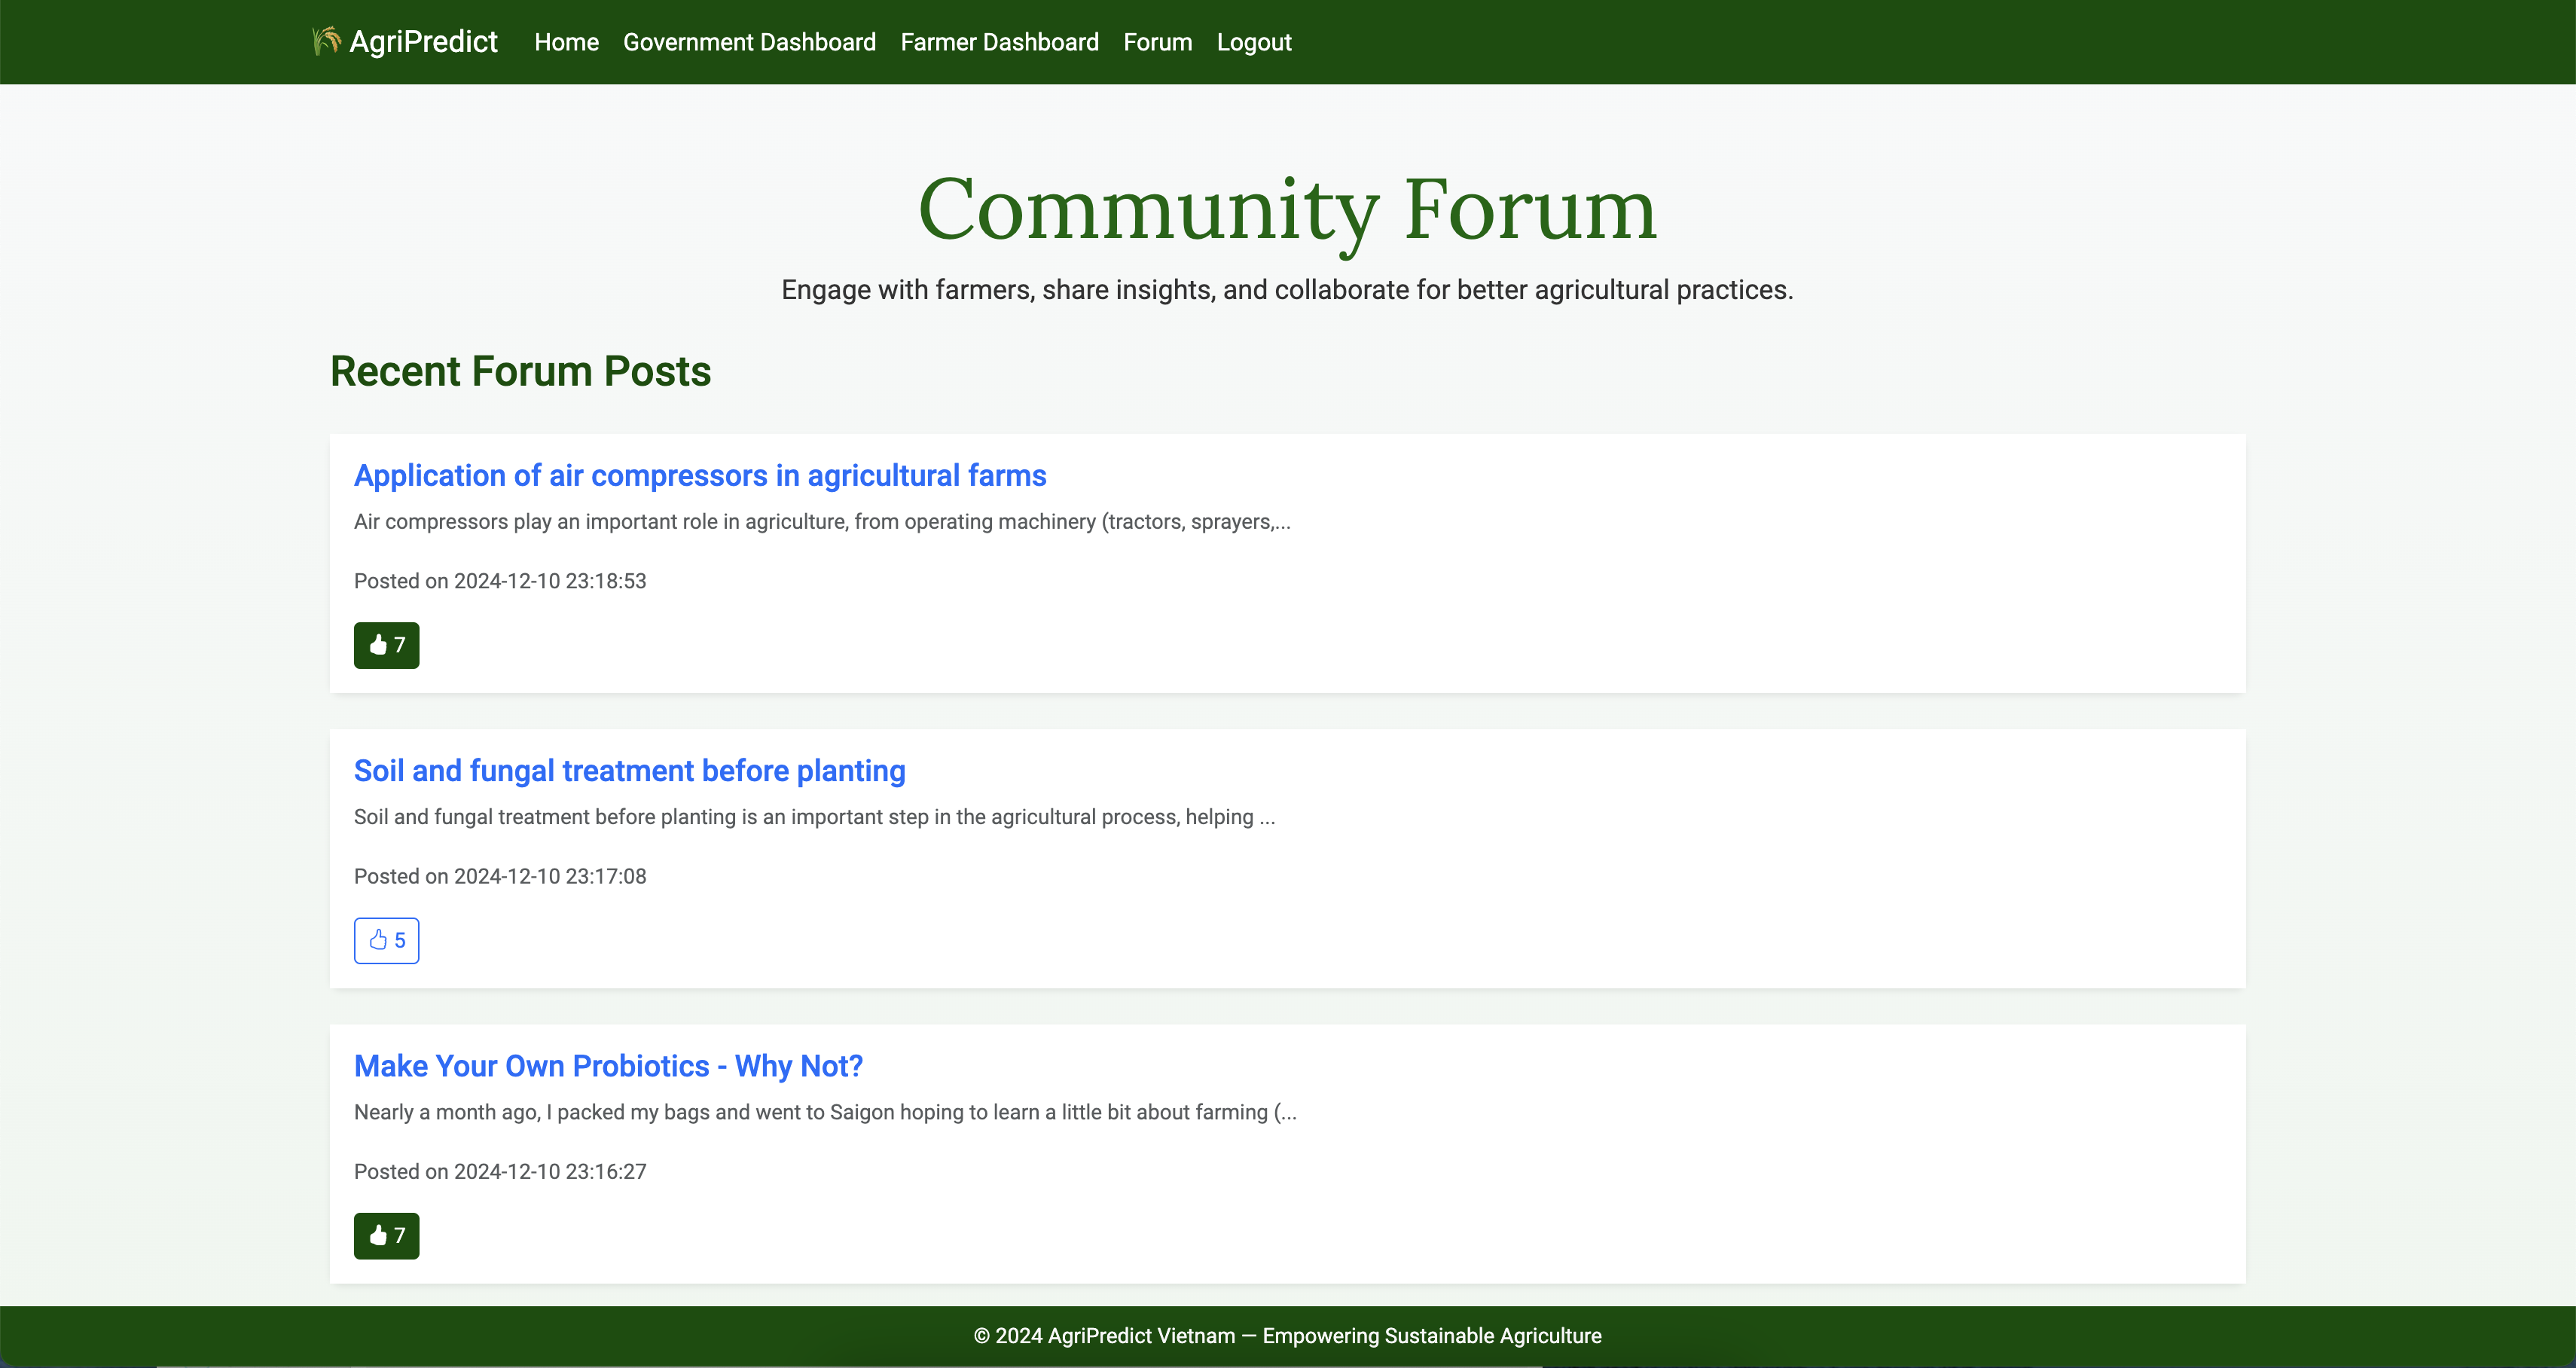 AgriPredict Home Government Dashboard Farmer Dashboard Forum Logout
Community Forum
Engage with farmers, share insights, and collaborate for better agricultural practices.
Recent Forum Posts
Application of air compressors in agricultural farms
Air compressors play an important role in agriculture, from operating machinery (tractors, sprayers,...
Posted on 2024-12-10 23:18:53
7
Soil and fungal treatment before planting
Soil and fungal treatment before planting is an important step in the agricultural process, helping ...
Posted on 2024-12-10 23:17:08
5
Make Your Own Probiotics - Why Not?
Nearly a month ago, I packed my bags and went to Saigon hoping to learn a little bit about farming (...
Posted on 2024-12-10 23:16:27
7
© 2024 AgriPredict Vietnam — Empowering Sustainable Agriculture